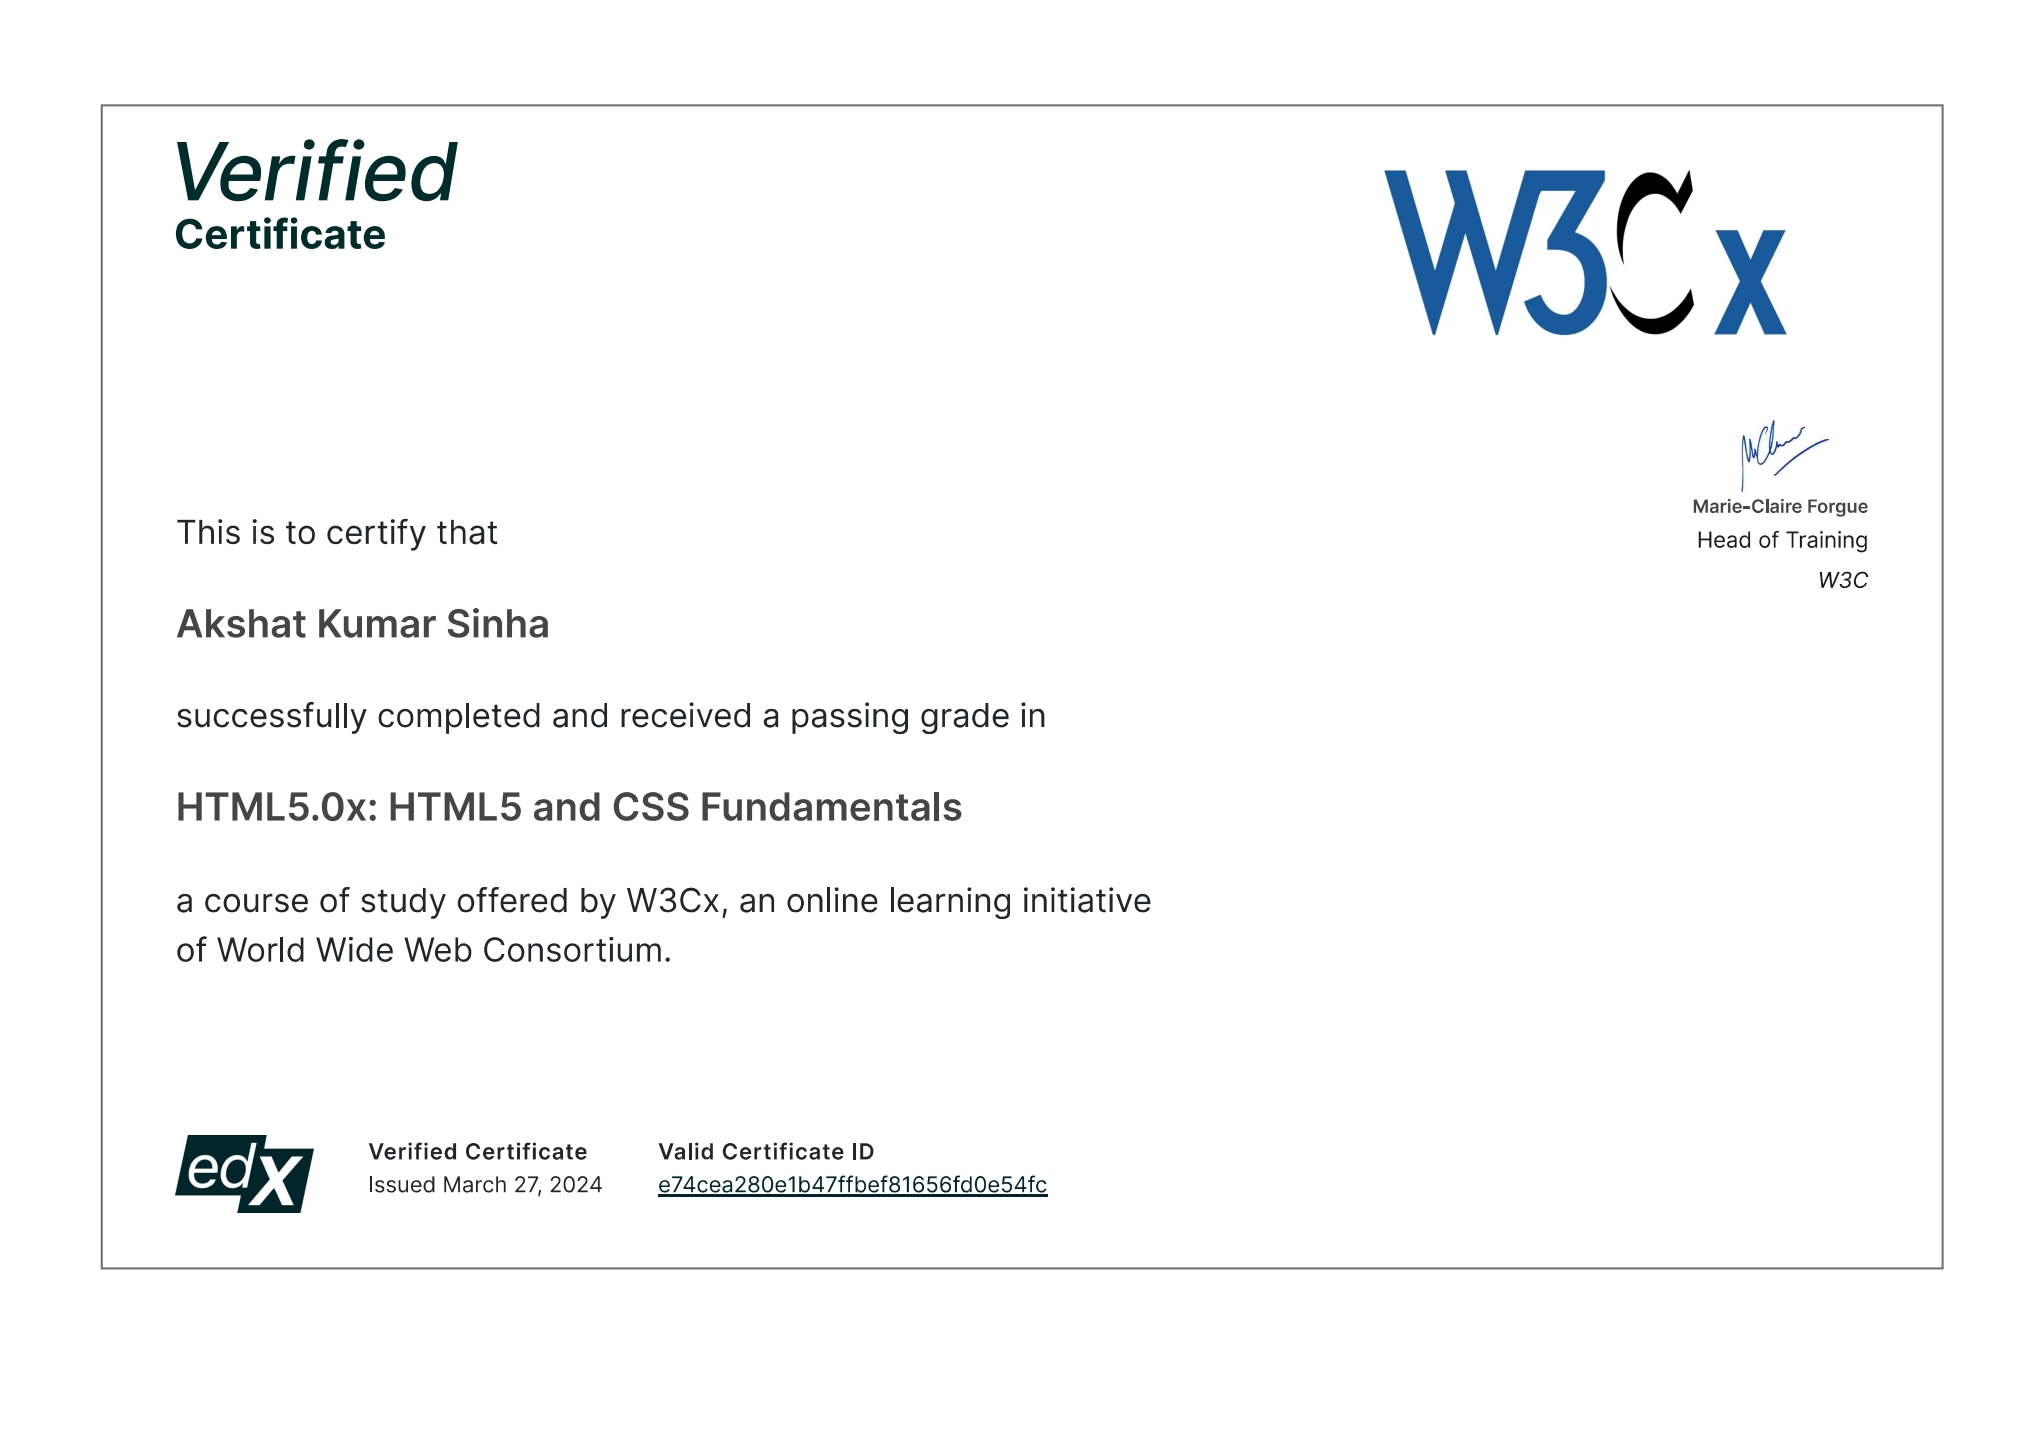 Verified
Certificate
W3Cx
Marie-Claire Forgue
Head of Training
W3C
This is to certify that
Akshat Kumar Sinha
successfully completed and received a passing grade in
HTML5.0x: HTML5 and CSS Fundamentals
a course of study offered by W3Cx, an online learning initiative
of World Wide Web Consortium.
edX
Verified Certificate
Issued March 27, 2024
Valid Certificate ID
e74cea280e1b47ffbef81656fd0e54fc